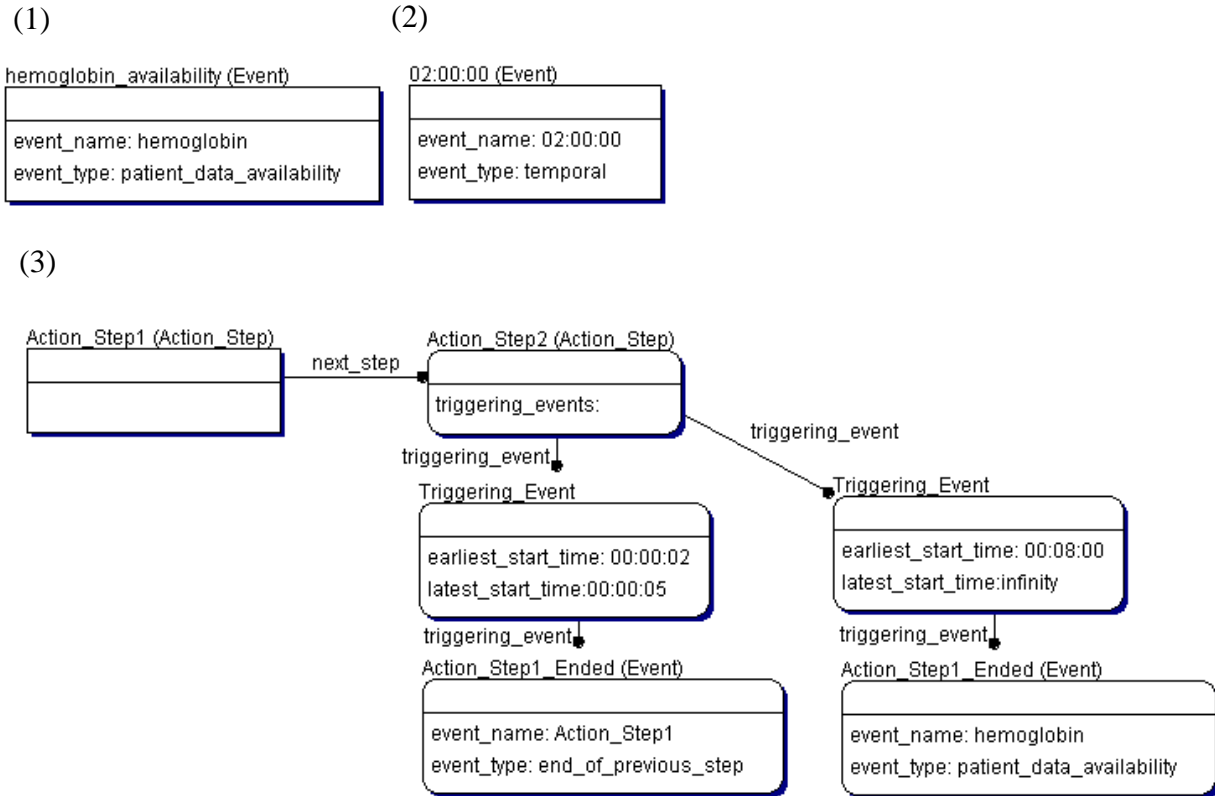 (1)
(2)
hemoglobin_availability (Event)
event_name: hemoglobin
event_type: patient_data_availability
02:00:00 (Event)
event_name: 02:00:00
event_type: temporal
(3)
Action_Step1 (Action_Step)
next_step
Action_Step2 (Action_Step)
triggering_events:
triggering_event
triggering_event
Triggering_Event
earliest_start_time: 00:00:02
latest_start_time:00:00:05
triggering_event
Action_Step1_Ended (Event)
event_name: Action_Step1
event_type: end_of_previous_step
Triggering_Event
earliest_start_time: 00:08:00
latest_start_time:infinity
triggering_event
Action_Step1_Ended (Event)
event_name: hemoglobin
event_type: patient_data_availability